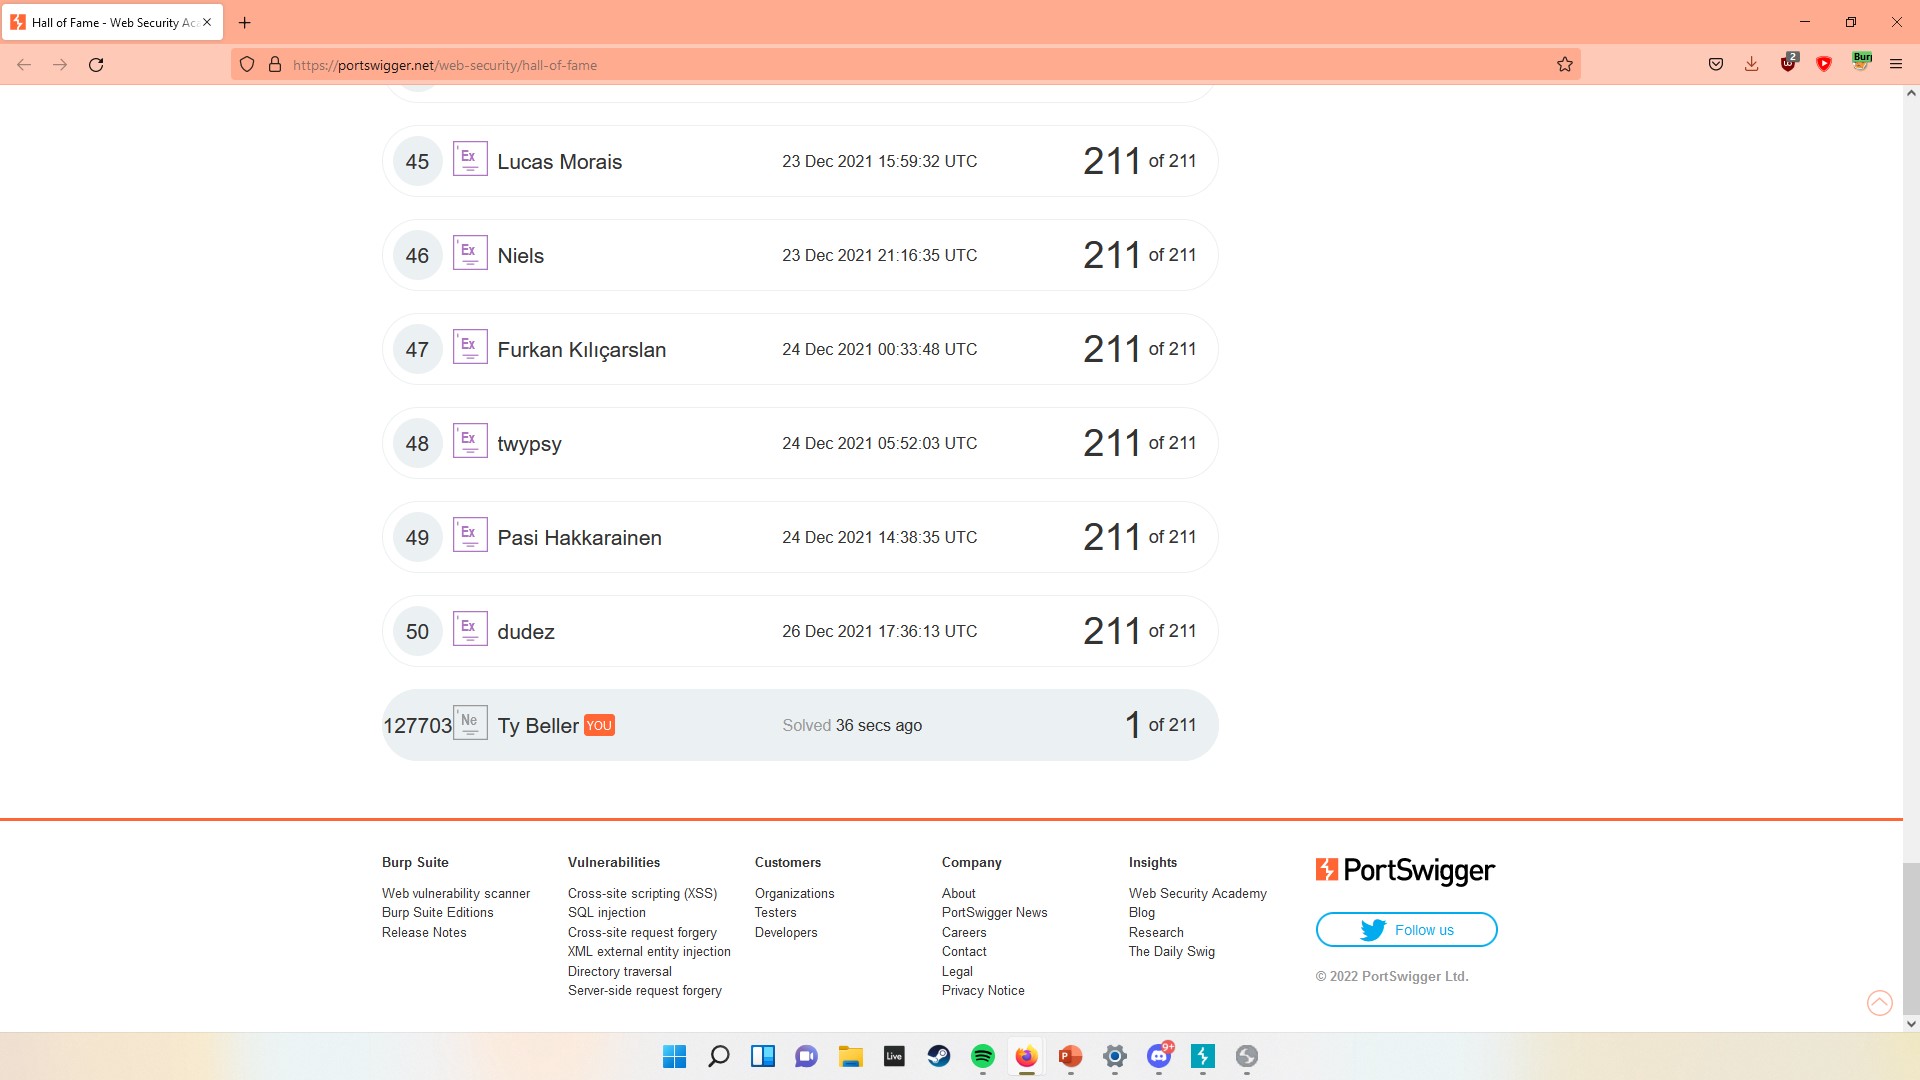 Hall of Fame - Web Security Ac
https://portswigger.net/web-security/hall-of-fame
2
Bur
45 Ex Lucas Morais 23 Dec 2021 15:59:32 UTC 211 of 211
46 Ex Niels 23 Dec 2021 21:16:35 UTC 211 of 211
47 Ex Furkan Kılıçarslan 24 Dec 2021 00:33:48 UTC 211 of 211
48 Ex twypsy 24 Dec 2021 05:52:03 UTC 211 of 211
49 Ex Pasi Hakkarainen 24 Dec 2021 14:38:35 UTC 211 of 211
50 Ex dudez 26 Dec 2021 17:36:13 UTC 211 of 211
127703 Ne Ty Beller YOU Solved 36 secs ago 1 of 211
Burp Suite
Web vulnerability scanner
Burp Suite Editions
Release Notes
Vulnerabilities
Cross-site scripting (XSS)
SQL injection
Cross-site request forgery
XML external entity injection
Directory traversal
Server-side request forgery
Customers
Organizations
Testers
Developers
Company
About
PortSwigger News
Careers
Contact
Legal
Privacy Notice
Insights
Web Security Academy
Blog
Research
The Daily Swig
PortSwigger
Follow us
© 2022 PortSwigger Ltd.
Live
P
9+